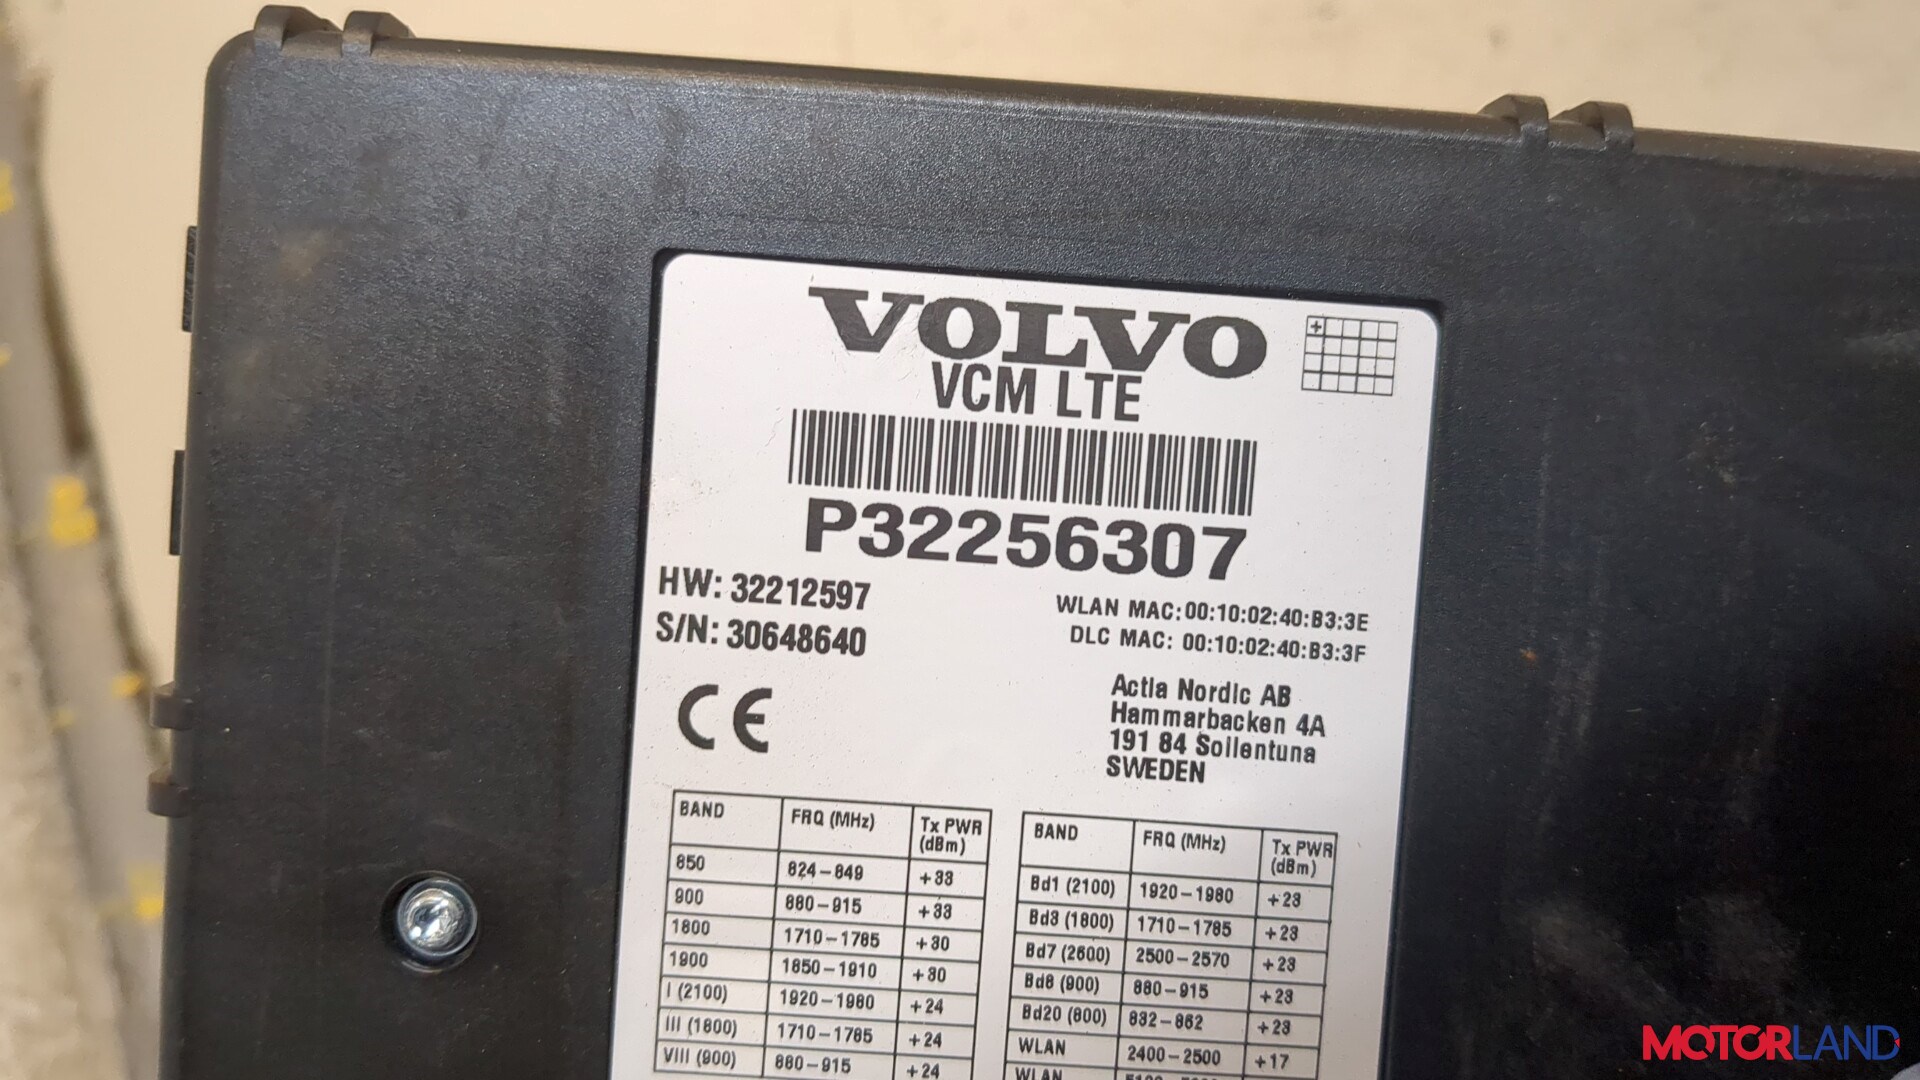 VOLVO
VCM LTE
P32256307
HW: 32212597
S/N: 30648640
WLAN MAC:00:10:02:40:B3:3E
DLC MAC: 00:10:02:40:B3:3F
CE
Actia Nordic AB
Hammarbacken 4A
191 84 Sollentuna
SWEDEN
BAND FRQ (MHz) Tx PWR (dBm)
850 824-849 +33
900 880-915 +33
1800 1710-1785 +30
1900 1850-1910 +30
I (2100) 1920-1980 +24
III (1800) 1710-1785 +24
VIII (900) 880-915 +24
BAND FRQ (MHz) Tx PWR (dBm)
Bd1 (2100) 1920-1980 +23
Bd3 (1800) 1710-1785 +23
Bd7 (2600) 2500-2570 +23
Bd8 (900) 880-915 +23
Bd20 (800) 832-862 +23
WLAN 2400-2500 +17
WLAN
MOTORLAND